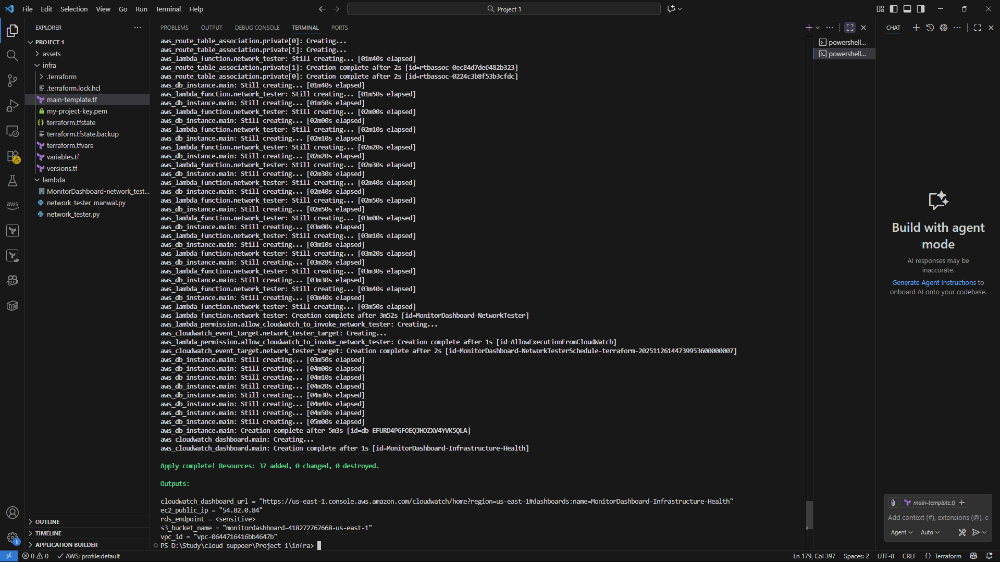 File Edit Selection View Go Run Terminal Help
Project 1
EXPLORER
PROJECT 1
assets
infra
.terraform
.terraform.lock.hcl
main-template.tf
my-project-key.pem
terraform.tfstate
terraform.tfstate.backup
terraform.tfvars
variables.tf
versions.tf
lambda
MonitorDashboard-network_test...
network_tester_manwal.py
network_tester.py
aws
OUTLINE
TIMELINE
APPLICATION BUILDER
PROBLEMS OUTPUT DEBUG CONSOLE TERMINAL PORTS
aws_route_table_association.private[0]: Creating...
aws_route_table_association.private[1]: Creating...
aws_lambda_function.network_tester: Still creating... [01m40s elapsed]
aws_route_table_association.private[1]: Creation complete after 2s [id=rtbassoc-0ec84d7de6482b323]
aws_route_table_association.private[0]: Creation complete after 2s [id=rtbassoc-0224c3b8f53b3cfdc]
aws_db_instance.main: Still creating... [01m40s elapsed]
aws_lambda_function.network_tester: Still creating... [01m50s elapsed]
aws_db_instance.main: Still creating... [01m50s elapsed]
aws_lambda_function.network_tester: Still creating... [02m00s elapsed]
aws_db_instance.main: Still creating... [02m00s elapsed]
aws_lambda_function.network_tester: Still creating... [02m10s elapsed]
aws_db_instance.main: Still creating... [02m10s elapsed]
aws_lambda_function.network_tester: Still creating... [02m20s elapsed]
aws_db_instance.main: Still creating... [02m20s elapsed]
aws_lambda_function.network_tester: Still creating... [02m30s elapsed]
aws_db_instance.main: Still creating... [02m30s elapsed]
aws_lambda_function.network_tester: Still creating... [02m40s elapsed]
aws_db_instance.main: Still creating... [02m40s elapsed]
aws_lambda_function.network_tester: Still creating... [02m50s elapsed]
aws_db_instance.main: Still creating... [02m50s elapsed]
aws_lambda_function.network_tester: Still creating... [03m00s elapsed]
aws_db_instance.main: Still creating... [03m00s elapsed]
aws_lambda_function.network_tester: Still creating... [03m10s elapsed]
aws_db_instance.main: Still creating... [03m10s elapsed]
aws_lambda_function.network_tester: Still creating... [03m20s elapsed]
aws_db_instance.main: Still creating... [03m20s elapsed]
aws_lambda_function.network_tester: Still creating... [03m30s elapsed]
aws_db_instance.main: Still creating... [03m30s elapsed]
aws_lambda_function.network_tester: Still creating... [03m40s elapsed]
aws_db_instance.main: Still creating... [03m40s elapsed]
aws_lambda_function.network_tester: Still creating... [03m50s elapsed]
aws_lambda_function.network_tester: Creation complete after 3m52s [id=MonitorDashboard-NetworkTester]
aws_lambda_permission.allow_cloudwatch_to_invoke_network_tester: Creating...
aws_cloudwatch_event_target.network_tester_target: Creating...
aws_lambda_permission.allow_cloudwatch_to_invoke_network_tester: Creation complete after 1s [id=AllowExecutionFromCloudWatch]
aws_cloudwatch_event_target.network_tester_target: Creation complete after 2s [id=MonitorDashboard-NetworkTesterSchedule-terraform-20251126144739953600000007]
aws_db_instance.main: Still creating... [03m50s elapsed]
aws_db_instance.main: Still creating... [04m00s elapsed]
aws_db_instance.main: Still creating... [04m10s elapsed]
aws_db_instance.main: Still creating... [04m20s elapsed]
aws_db_instance.main: Still creating... [04m30s elapsed]
aws_db_instance.main: Still creating... [04m40s elapsed]
aws_db_instance.main: Still creating... [04m50s elapsed]
aws_db_instance.main: Still creating... [05m00s elapsed]
aws_db_instance.main: Creation complete after 5m3s [id=db-EFURD4PGFOEQJHOZXV4YVK5QLA]
aws_cloudwatch_dashboard.main: Creating...
aws_cloudwatch_dashboard.main: Creation complete after 1s [id=MonitorDashboard-Infrastructure-Health]
Apply complete! Resources: 37 added, 0 changed, 0 destroyed.
Outputs:
cloudwatch_dashboard_url = "https://us-east-1.console.aws.amazon.com/cloudwatch/home?region=us-east-1#dashboards:name=MonitorDashboard-Infrastructure-Health"
ec2_public_ip = "54.82.0.84"
rds_endpoint = <sensitive>
s3_bucket_name = "monitordashboard-418272767668-us-east-1"
vpc_id = "vpc-0644716416bb4647b"
PS D:\Study\cloud suppoer\Project 1\infra>
powershell...
powershell...
CHAT
Build with agent
mode
AI responses may be
inaccurate.
Generate Agent Instructions to
onboard AI onto your codebase.
main-template.tf
Add context (#), extensions (@), c
Agent Auto
1
0 0 AWS: profile:default
Ln 179, Col 397 Spaces: 2 UTF-8 CRLF {} Terraform